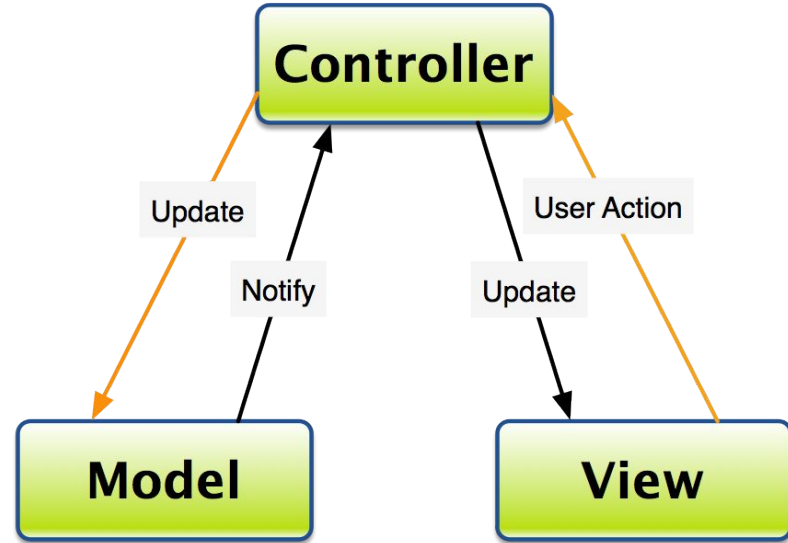 Controller
Update
User Action
Notify
Update
Model
View